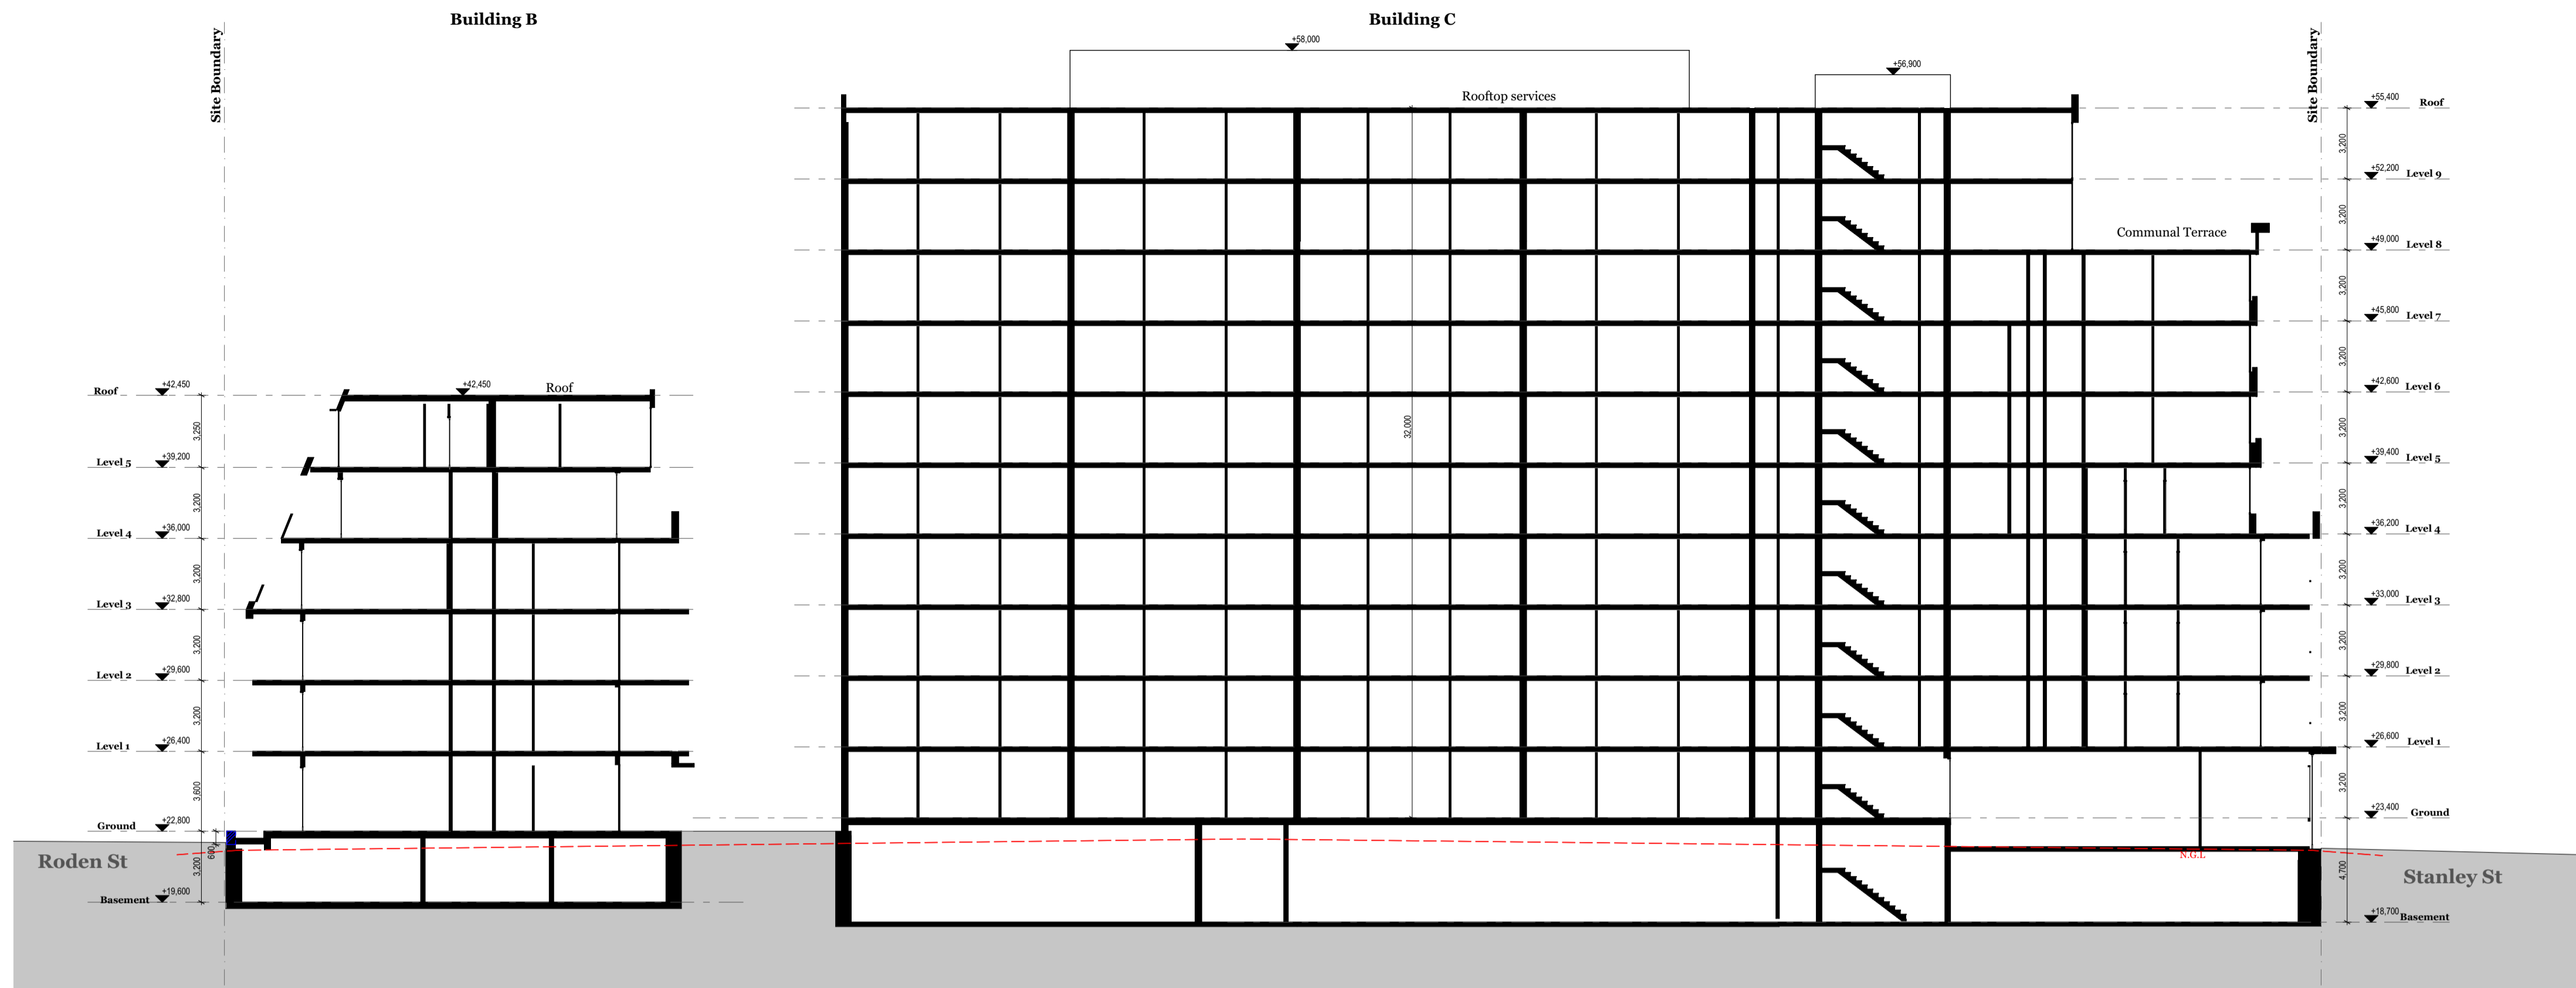 Building B
Building C
Site Boundary
Site Boundary
+58,000
+56,900
Rooftop services
+55,400 Roof
3,200
+52,200 Level 9
3,200
Communal Terrace
+49,000 Level 8
3,200
+45,800 Level 7
3,200
+42,600 Level 6
3,200
+39,400 Level 5
3,200
+36,200 Level 4
3,200
+33,000 Level 3
3,200
+29,800 Level 2
3,200
+26,600 Level 1
3,200
+23,400 Ground
4,700
+18,700 Basement
32,000
Roof +42,450
+42,450 Roof
3,250
Level 5 +39,200
3,200
Level 4 +36,000
3,200
Level 3 +32,800
3,200
Level 2 +29,600
3,200
Level 1 +26,400
3,600
Ground +22,800
600
3,200
Basement +19,600
Roden St
N.G.L
Stanley St